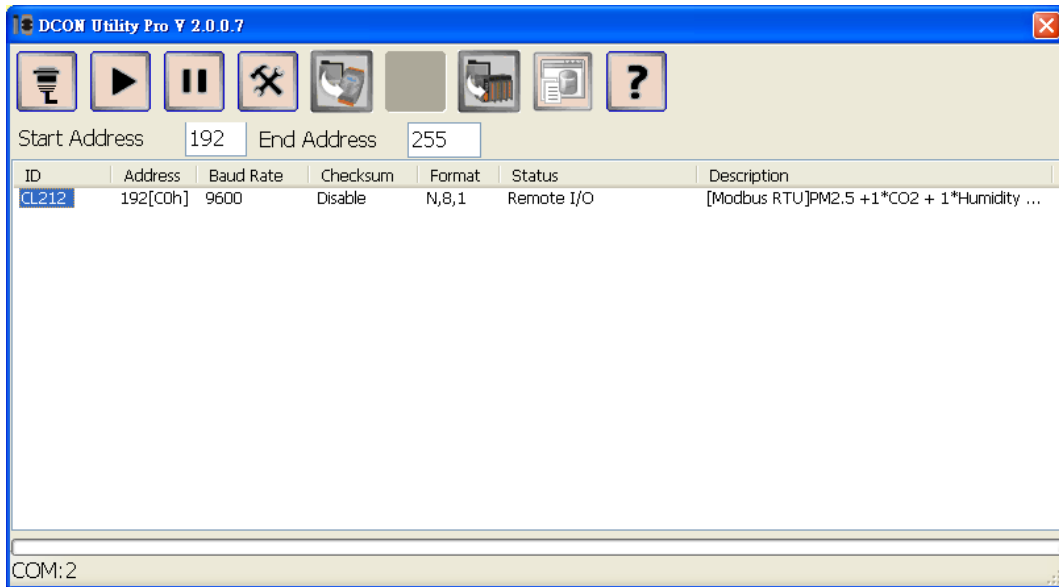 DCON Utility Pro V 2.0.0.7
?
Start Address 192 End Address 255
ID Address Baud Rate Checksum Format Status Description
CL212 192[C0h] 9600 Disable N,8,1 Remote I/O [Modbus RTU]PM2.5 +1*CO2 + 1*Humidity ...
COM:2